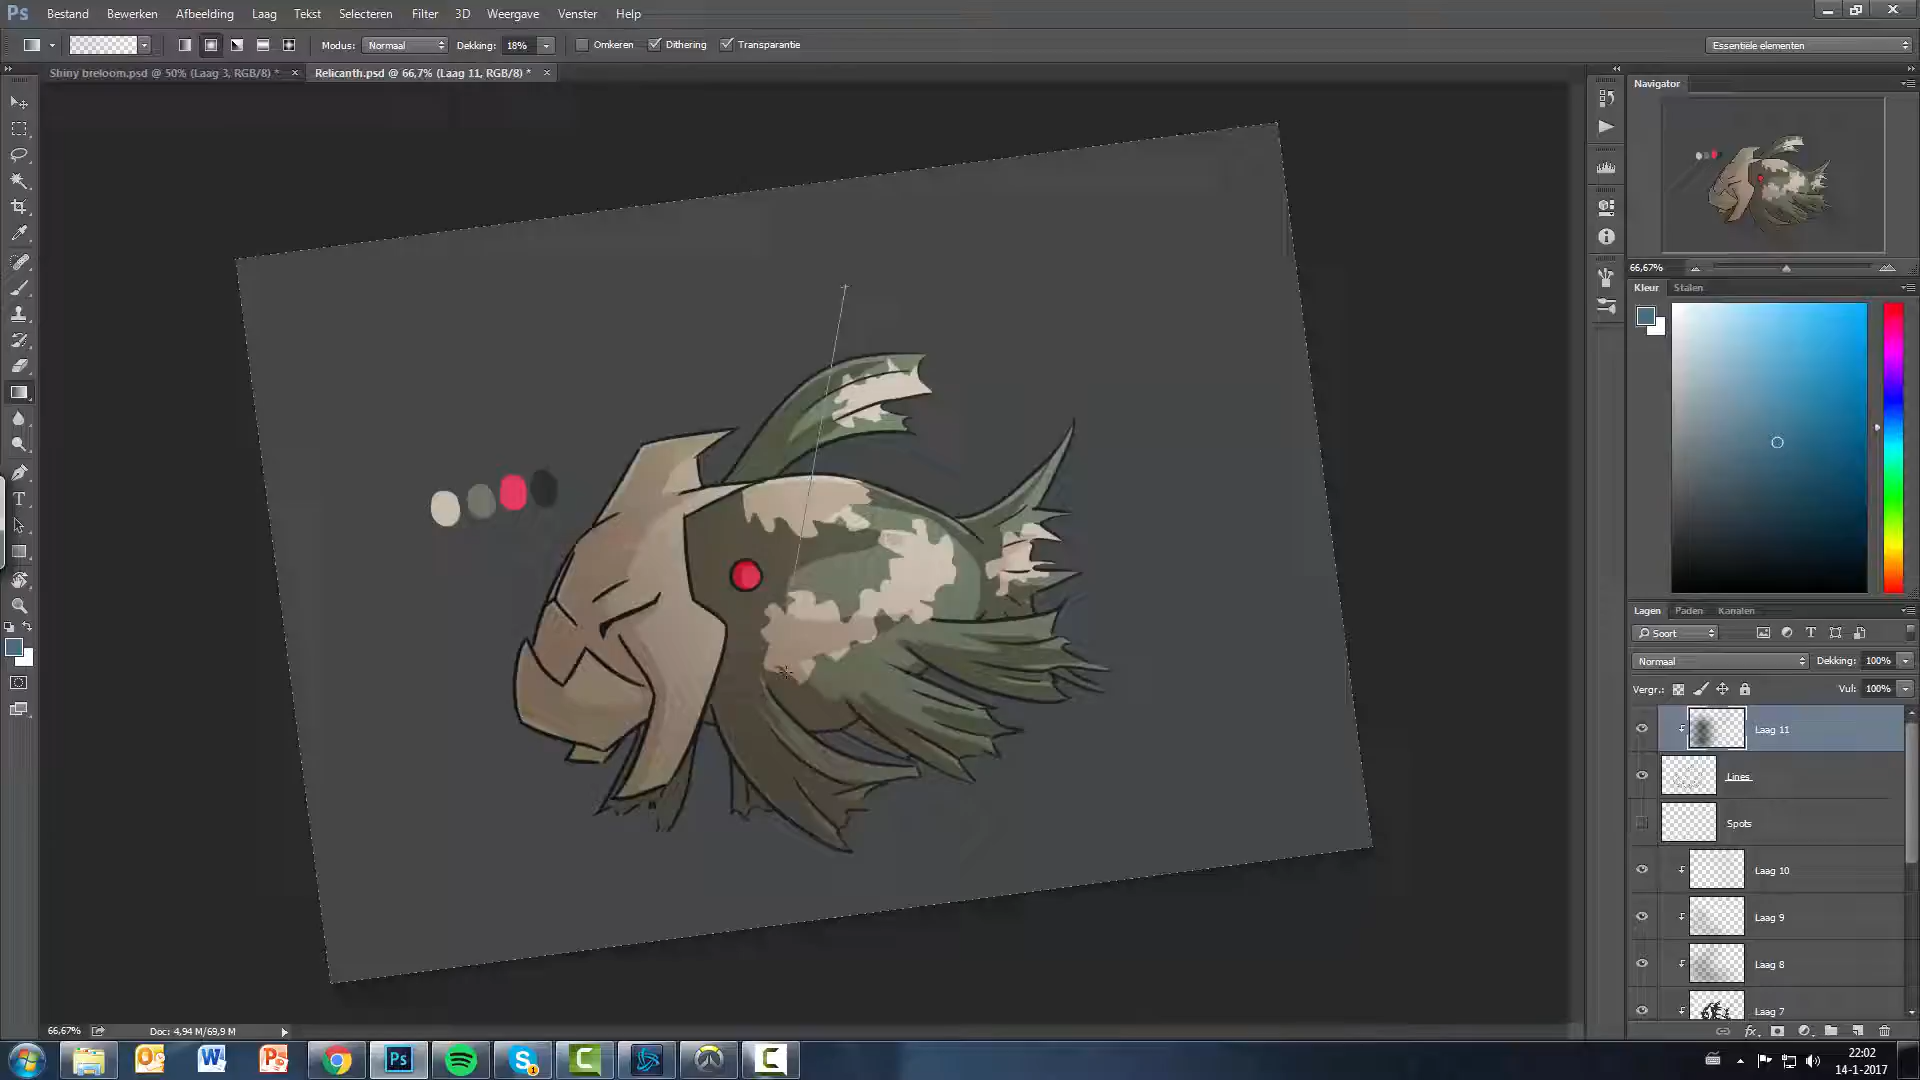 Ps Bestand Bewerken Afbeelding Laag Tekst Selecteren Filter 3D Weergave Venster Help
Modus: Normaal Dekking: 18% Omkeren Dithering Transparantie Essentiële elementen
Shiny breloom.psd @ 50% (Laag 3, RGB/8) * × Relicanth.psd @ 66,7% (Laag 11, RGB/8) * ×
Navigator
66,67%
Kleur Stalen
Lagen Paden Kanalen
Soort
Normaal Dekking: 100%
Vergr.: Vul: 100%
Laag 11
Lines
Spots
Laag 10
Laag 9
Laag 8
Laag 7
66,67% Doc: 4,94 M/69,9 M
22:02
14-1-2017